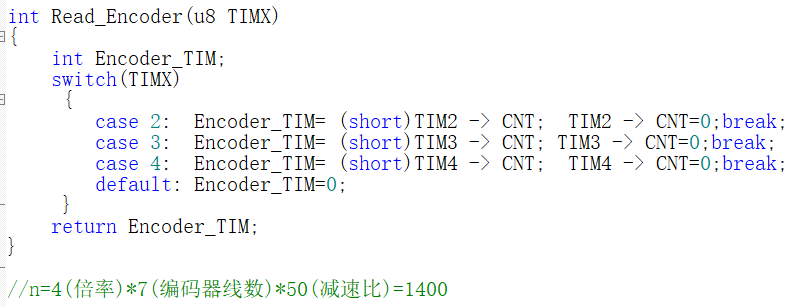 int Read_Encoder(u8 TIMX)
{
int Encoder_TIM;
switch(TIMX)
{
case 2:  Encoder_TIM= (short)TIM2 -> CNT;  TIM2 -> CNT=0;break;
case 3:  Encoder_TIM= (short)TIM3 -> CNT; TIM3 -> CNT=0;break;
case 4:  Encoder_TIM= (short)TIM4 -> CNT;  TIM4 -> CNT=0;break;
default: Encoder_TIM=0;
}
return Encoder_TIM;
}
//n=4(倍率)*7(编码器线数)*50(减速比)=1400